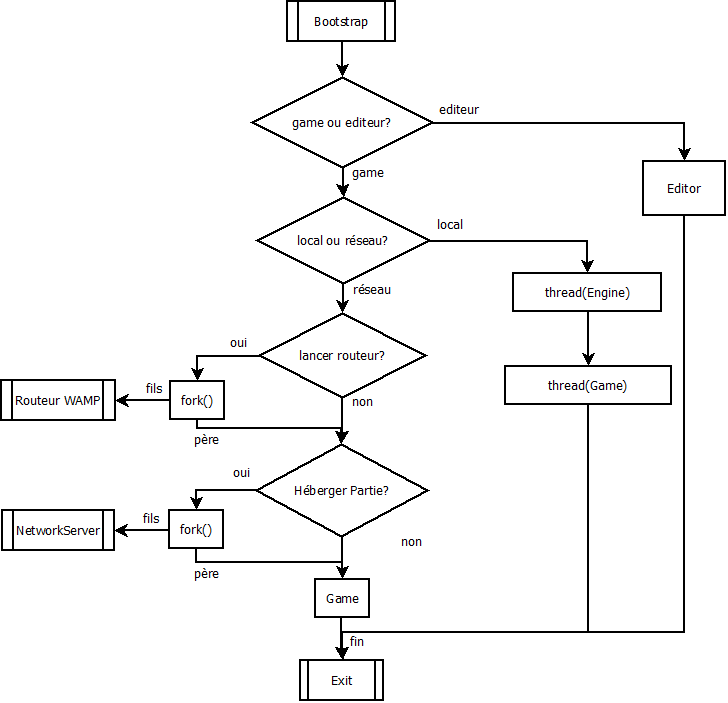 Bootstrap
game ou editeur?
editeur
game
Editor
local ou réseau?
local
réseau
thread(Engine)
lancer routeur?
oui
non
thread(Game)
Routeur WAMP
fils
fork()
père
Héberger Partie?
oui
non
NetworkServer
fils
fork()
père
Game
fin
Exit